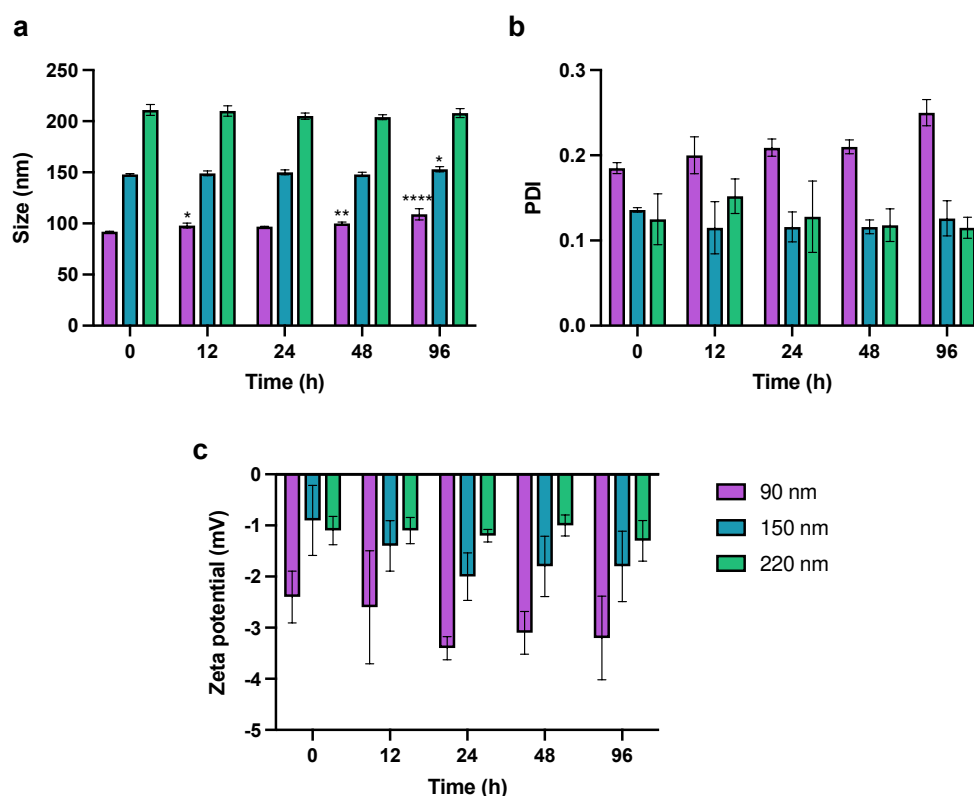 a
Size (nm)
250
200
150
100
50
0
*
**
****
*
0 12 24 48 96
Time (h)
b
PDI
0.3
0.2
0.1
0.0
0 12 24 48 96
Time (h)
c
Zeta potential (mV)
0
-1
-2
-3
-4
-5
0 12 24 48 96
Time (h)
90 nm
150 nm
220 nm